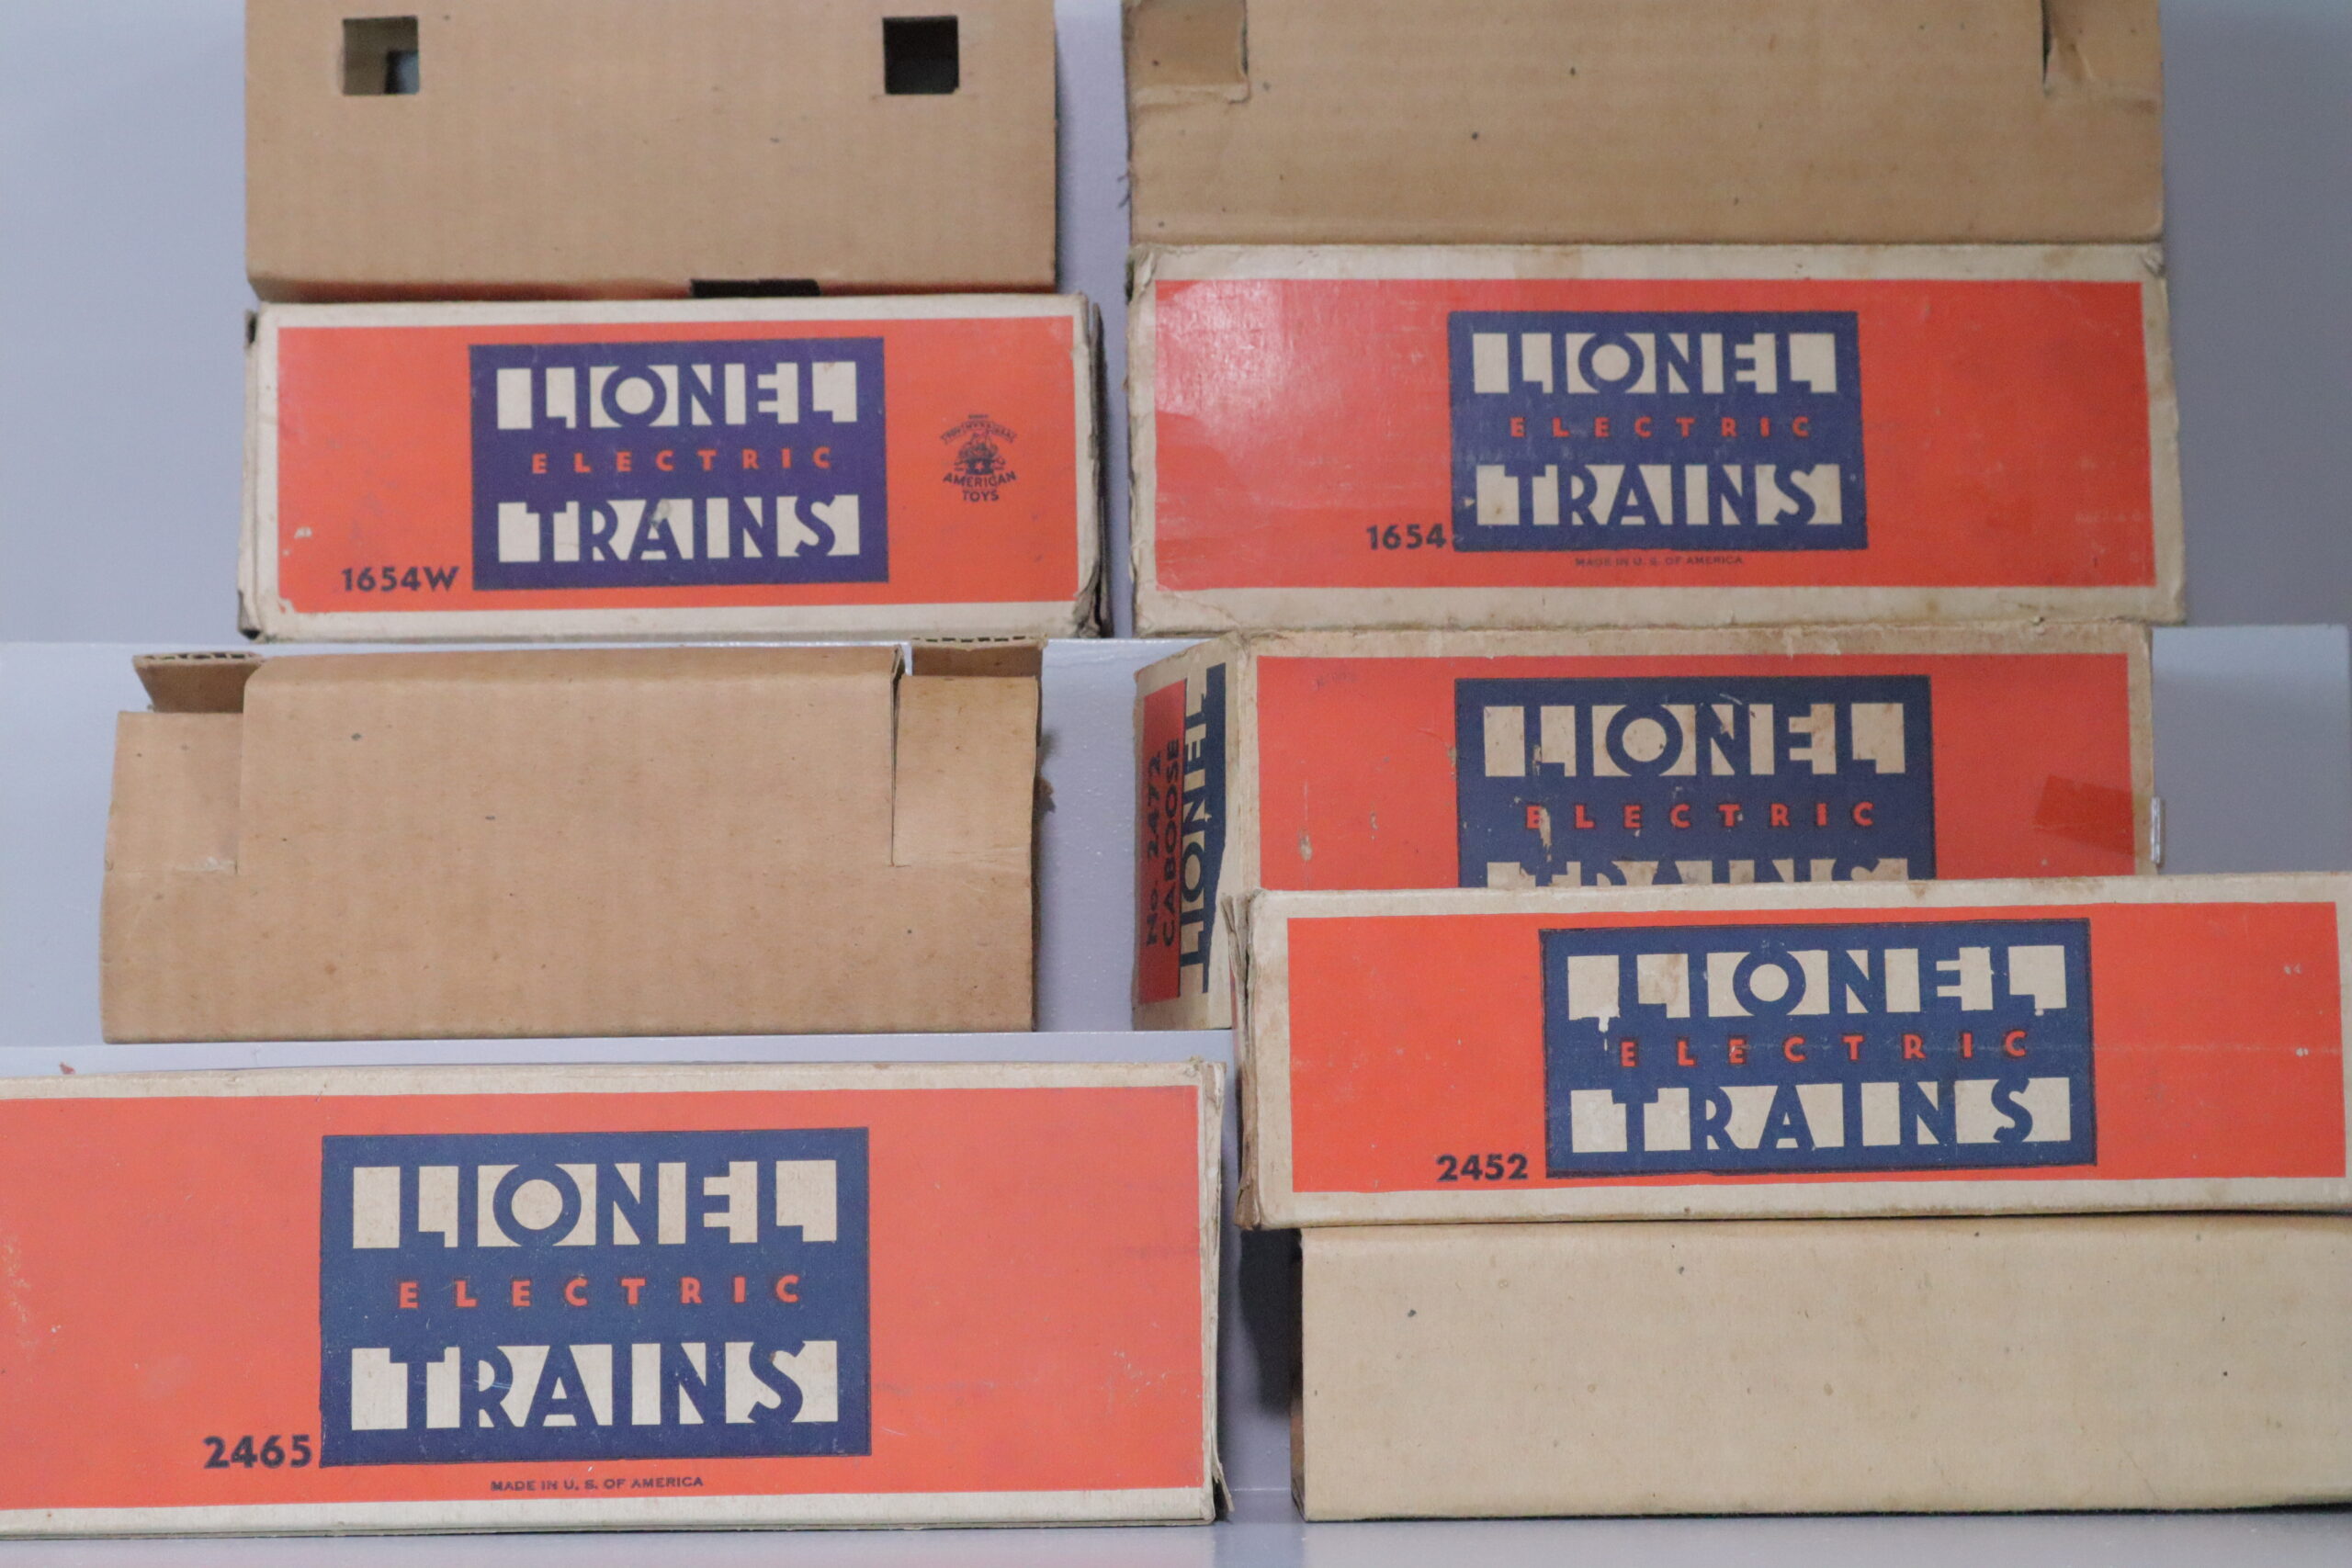 LIONEL
ELECTRIC
TRAINS
1654W
AMERICAN
TOYS
LIONEL
ELECTRIC
TRAINS
1654
MADE IN U. S. OF AMERICA
No. 2472
CABOOSE
LIONEL
LIONEL
ELECTRIC
TRAINS
LIONEL
ELECTRIC
TRAINS
2452
LIONEL
ELECTRIC
TRAINS
2465
MADE IN U. S. OF AMERICA